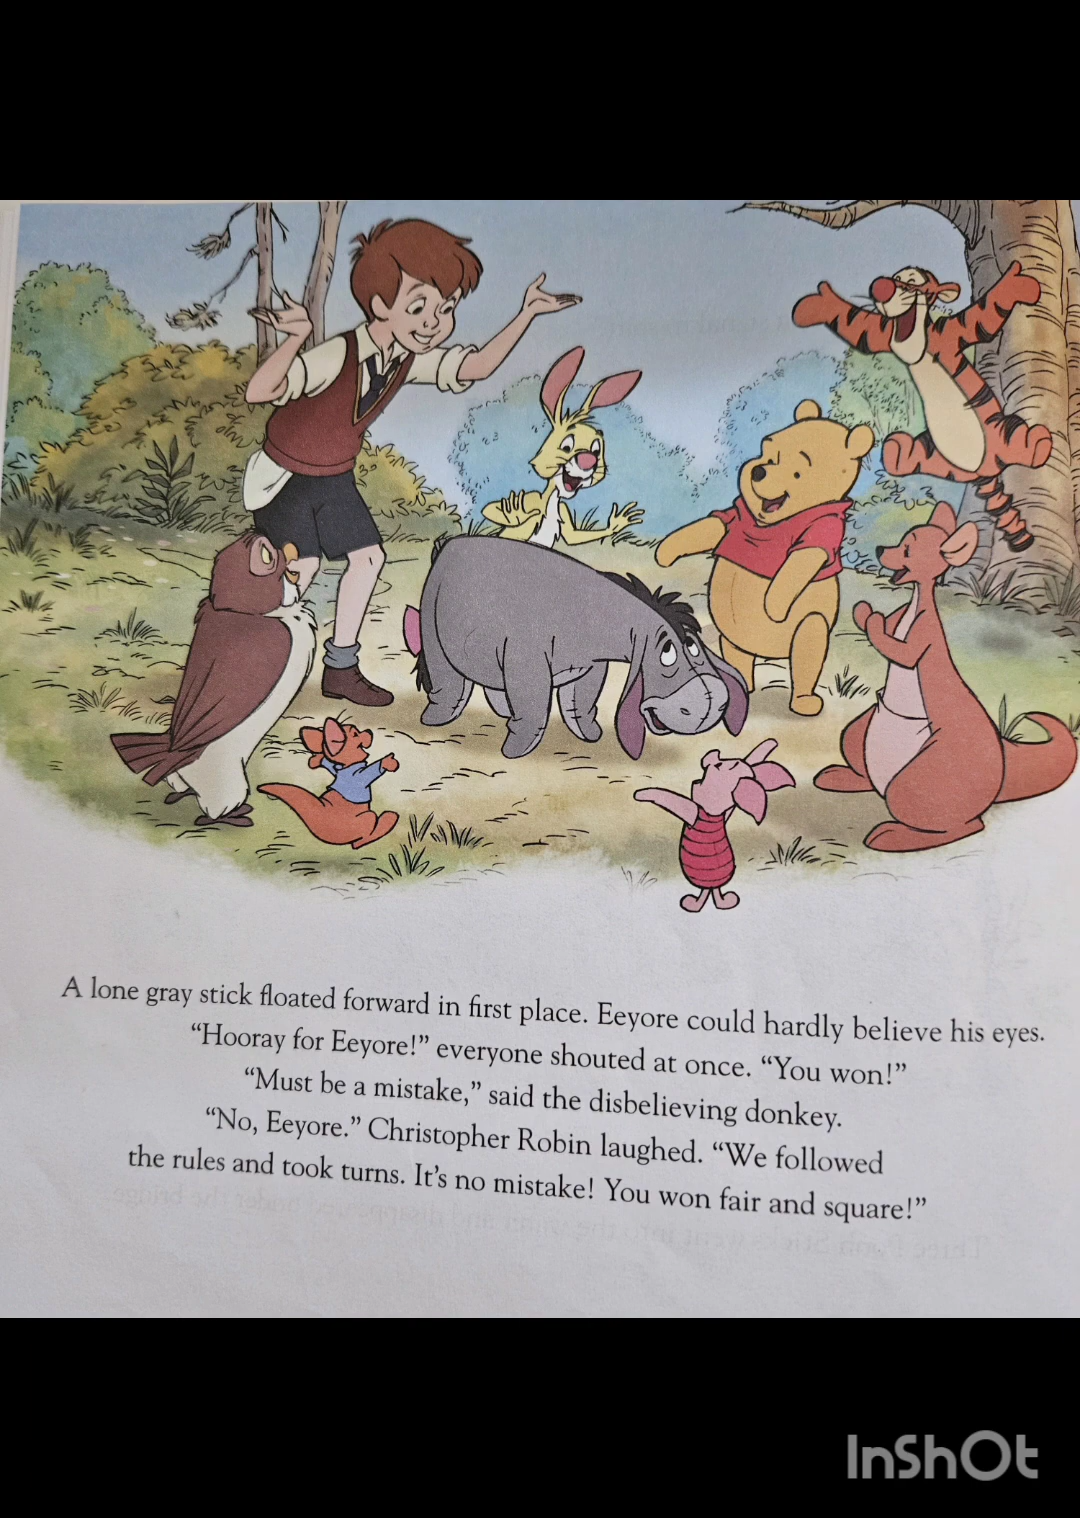 A lone gray stick floated forward in first place. Eeyore could hardly believe his eyes.
“Hooray for Eeyore!” everyone shouted at once. “You won!”
“Must be a mistake,” said the disbelieving donkey.
“No, Eeyore.” Christopher Robin laughed. “We followed
the rules and took turns. It’s no mistake! You won fair and square!”
InShOt